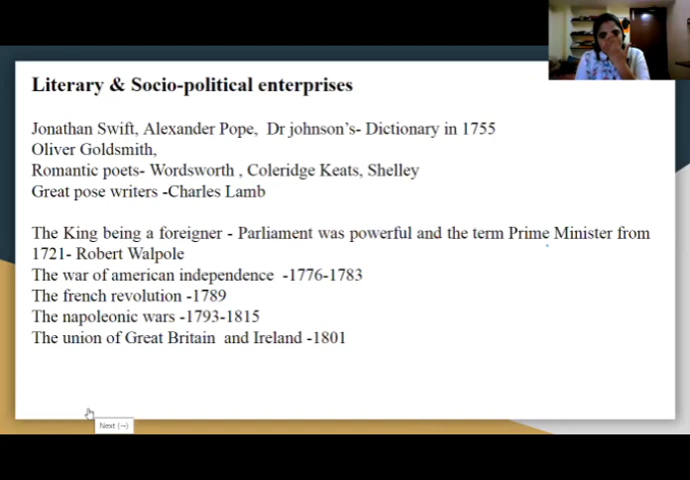 Literary & Socio-political enterprises
Jonathan Swift, Alexander Pope, Dr johnson's- Dictionary in 1755
Oliver Goldsmith,
Romantic poets- Wordsworth , Coleridge Keats, Shelley
Great pose writers -Charles Lamb
The King being a foreigner - Parliament was powerful and the term Prime Minister from
1721- Robert Walpole
The war of american independence -1776-1783
The french revolution -1789
The napoleonic wars -1793-1815
The union of Great Britain and Ireland -1801
Next (→)